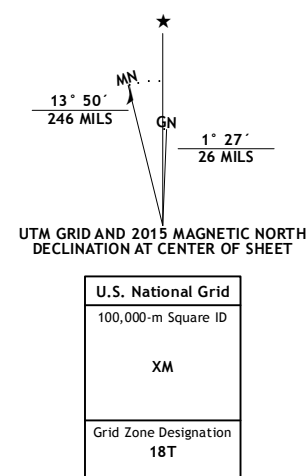 ★
MN
GN
13° 50´
246 MILS
1° 27´
26 MILS
UTM GRID AND 2015 MAGNETIC NORTH
DECLINATION AT CENTER OF SHEET
U.S. National Grid
100,000-m Square ID
XM
Grid Zone Designation
18T